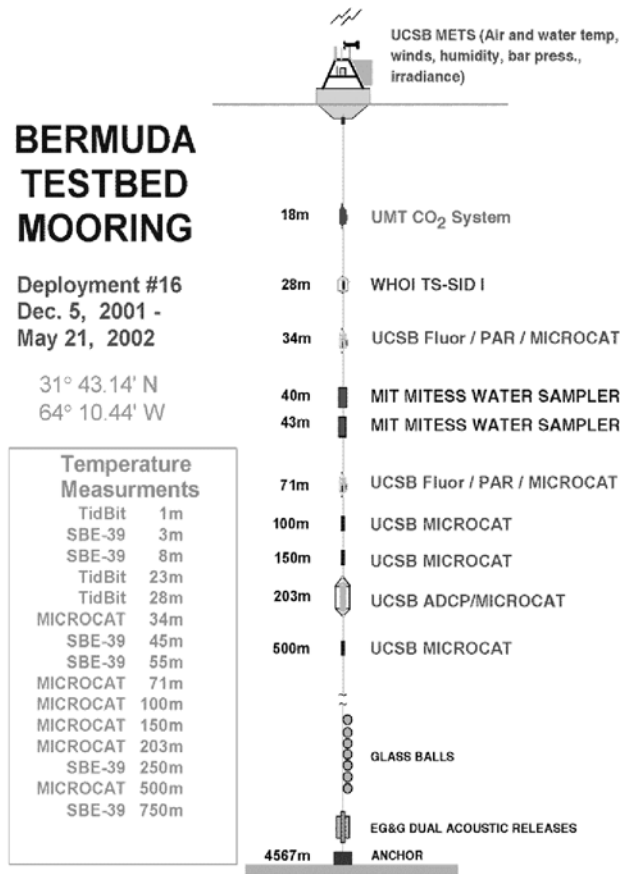 UCSB METS (Air and water temp,
winds, humidity, bar press.,
irradiance)
BERMUDA
TESTBED
MOORING
Deployment #16
Dec. 5, 2001 -
May 21, 2002
31° 43.14' N
64° 10.44' W
18m UMT CO₂ System
28m WHOI TS-SID I
34m UCSB Fluor / PAR / MICROCAT
40m MIT MITESS WATER SAMPLER
43m MIT MITESS WATER SAMPLER
71m UCSB Fluor / PAR / MICROCAT
100m UCSB MICROCAT
150m UCSB MICROCAT
203m UCSB ADCP/MICROCAT
500m UCSB MICROCAT
GLASS BALLS
EG&G DUAL ACOUSTIC RELEASES
4567m ANCHOR
Temperature
Measurments
TidBit 1m
SBE-39 3m
SBE-39 8m
TidBit 23m
TidBit 28m
MICROCAT 34m
SBE-39 45m
SBE-39 55m
MICROCAT 71m
MICROCAT 100m
MICROCAT 150m
MICROCAT 203m
SBE-39 250m
MICROCAT 500m
SBE-39 750m